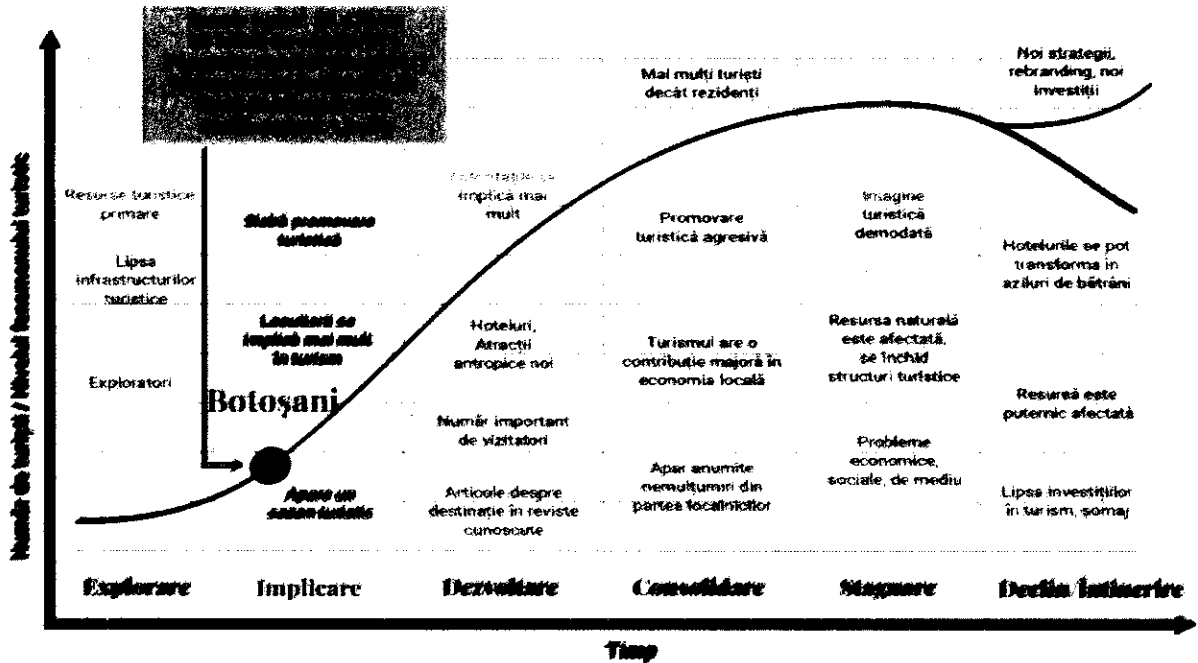 Număr de turiști / Nivelul fenomenului turistic
Resurse turistice
primare
Lipsa
infrastructurilor
turistice
Exploratori
Slabă promovare
turistică
Locuitorii se
implică mai mult
în turism
Botoșani
Apare un
sezon turistic
implică mai
mult
Hoteluri,
Atracții
antropice noi
Număr important
de vizitatori
Articole despre
destinație în reviste
cunoscute
Mai mulți turiști
decât rezidenți
Promovare
turistică agresivă
Turismul are o
contribuție majoră în
economia locală
Apar anumite
nemulțumiri din
partea localnicilor
Imagine
turistică
demodată
Resursa naturală
este afectată,
se închid
structuri turistice
Probleme
economice,
sociale, de mediu
Noi strategii,
rebranding, noi
investiții
Hotelurile se pot
transforma în
aziluri de bătrâni
Resursă este
puternic afectată
Lipsa investițiilor
în turism, șomaj
Explorare
Implicare
Dezvoltare
Consolidare
Stagnare
Declin/Întinerire
Timp